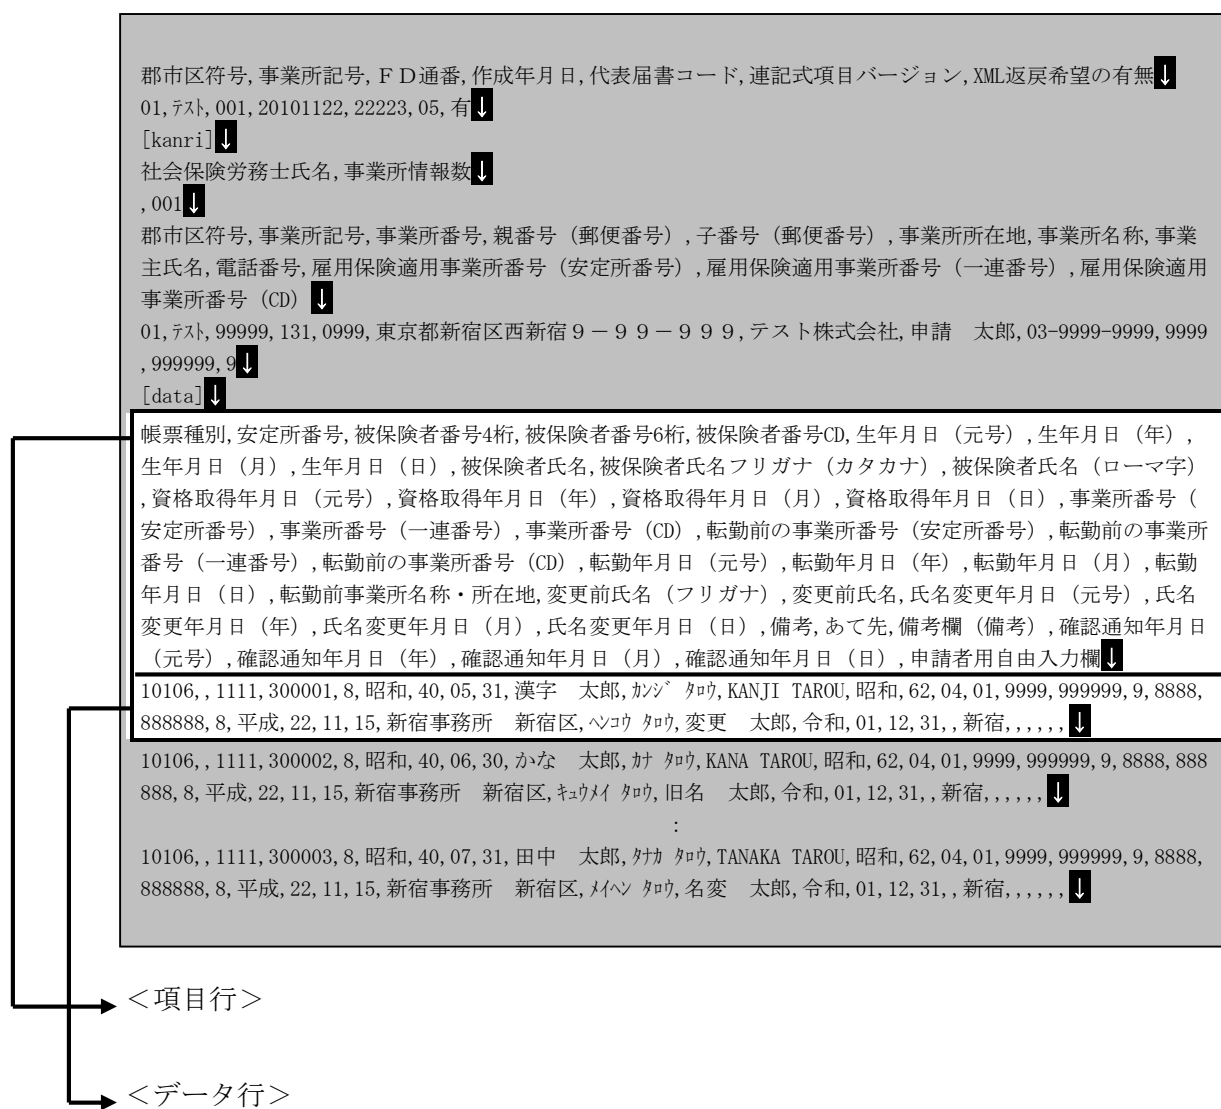 郡市区符号,事業所記号,ＦＤ通番,作成年月日,代表届書コード,連記式項目バージョン,XML返戻希望の有無↓
01,ﾃｽﾄ,001,20101122,22223,05,有↓
[kanri]↓
社会保険労務士氏名,事業所情報数↓
,001↓
郡市区符号,事業所記号,事業所番号,親番号（郵便番号）,子番号（郵便番号）,事業所所在地,事業所名称,事業
主氏名,電話番号,雇用保険適用事業所番号（安定所番号）,雇用保険適用事業所番号（一連番号）,雇用保険適用
事業所番号（CD）↓
01,ﾃｽﾄ,99999,131,0999,東京都新宿区西新宿９－９９－９９９,テスト株式会社,申請　太郎,03-9999-9999,9999
,999999,9↓
[data]↓
帳票種別,安定所番号,被保険者番号4桁,被保険者番号6桁,被保険者番号CD,生年月日（元号）,生年月日（年）,
生年月日（月）,生年月日（日）,被保険者氏名,被保険者氏名フリガナ（カタカナ）,被保険者氏名（ローマ字）
,資格取得年月日（元号）,資格取得年月日（年）,資格取得年月日（月）,資格取得年月日（日）,事業所番号（
安定所番号）,事業所番号（一連番号）,事業所番号（CD）,転勤前の事業所番号（安定所番号）,転勤前の事業所
番号（一連番号）,転勤前の事業所番号（CD）,転勤年月日（元号）,転勤年月日（年）,転勤年月日（月）,転勤
年月日（日）,転勤前事業所名称・所在地,変更前氏名（フリガナ）,変更前氏名,氏名変更年月日（元号）,氏名
変更年月日（年）,氏名変更年月日（月）,氏名変更年月日（日）,備考,あて先,備考欄（備考）,確認通知年月日
（元号）,確認通知年月日（年）,確認通知年月日（月）,確認通知年月日（日）,申請者用自由入力欄↓
10106,,1111,300001,8,昭和,40,05,31,漢字　太郎,ｶﾝｼﾞ ﾀﾛｳ,KANJI TAROU,昭和,62,04,01,9999,999999,9,8888,
888888,8,平成,22,11,15,新宿事務所　新宿区,ﾍﾝｺｳ ﾀﾛｳ,変更　太郎,令和,01,12,31,,新宿,,,,,,↓
10106,,1111,300002,8,昭和,40,06,30,かな　太郎,ｶﾅ ﾀﾛｳ,KANA TAROU,昭和,62,04,01,9999,999999,9,8888,888
888,8,平成,22,11,15,新宿事務所　新宿区,ｷｭｳﾒｲ ﾀﾛｳ,旧名　太郎,令和,01,12,31,,新宿,,,,,,↓
:
10106,,1111,300003,8,昭和,40,07,31,田中　太郎,ﾀﾅｶ ﾀﾛｳ,TANAKA TAROU,昭和,62,04,01,9999,999999,9,8888,
888888,8,平成,22,11,15,新宿事務所　新宿区,ﾒｲﾍﾝ ﾀﾛｳ,名変　太郎,令和,01,12,31,,新宿,,,,,,↓
＜項目行＞
＜データ行＞